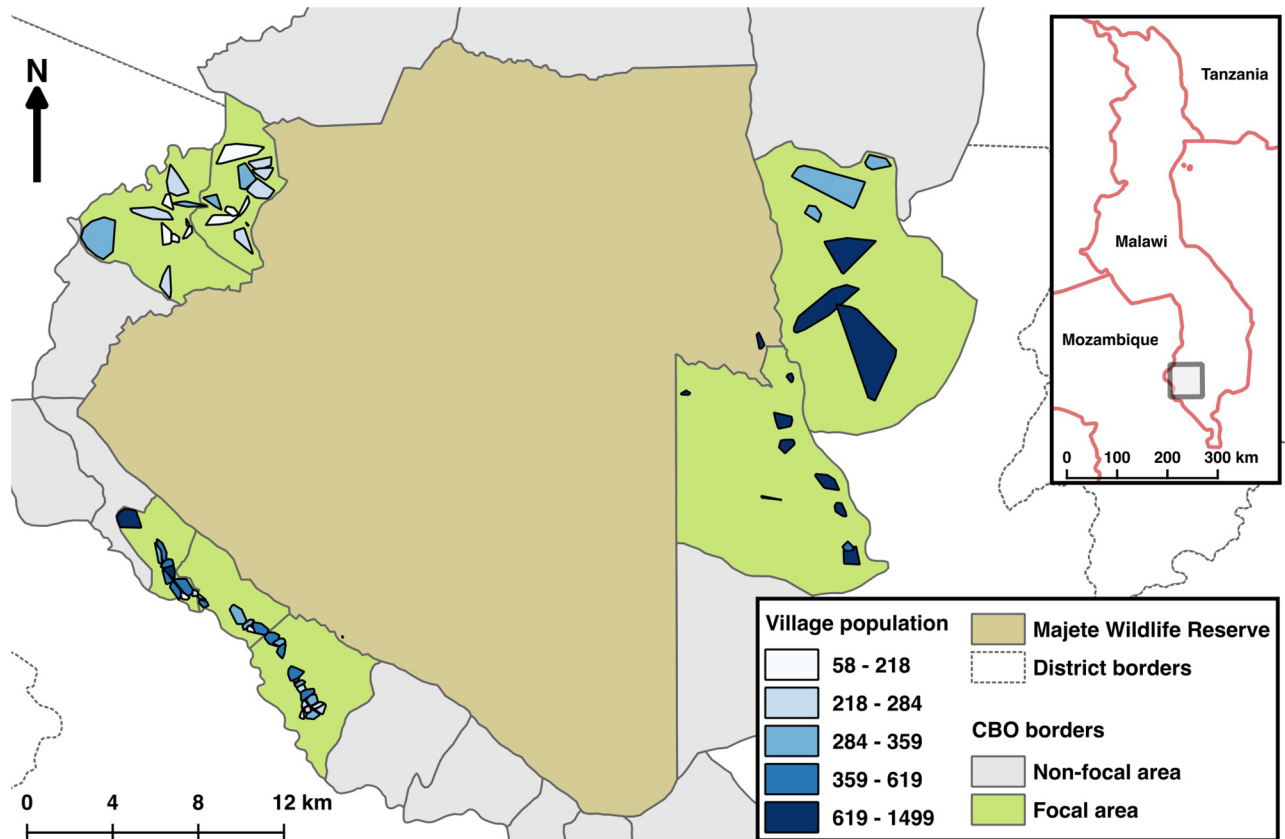 N
Tanzania
Malawi
Mozambique
0 100 200 300 km
Village population
58 - 218
218 - 284
284 - 359
359 - 619
619 - 1499
Majete Wildlife Reserve
District borders
CBO borders
Non-focal area
Focal area
0 4 8 12 km